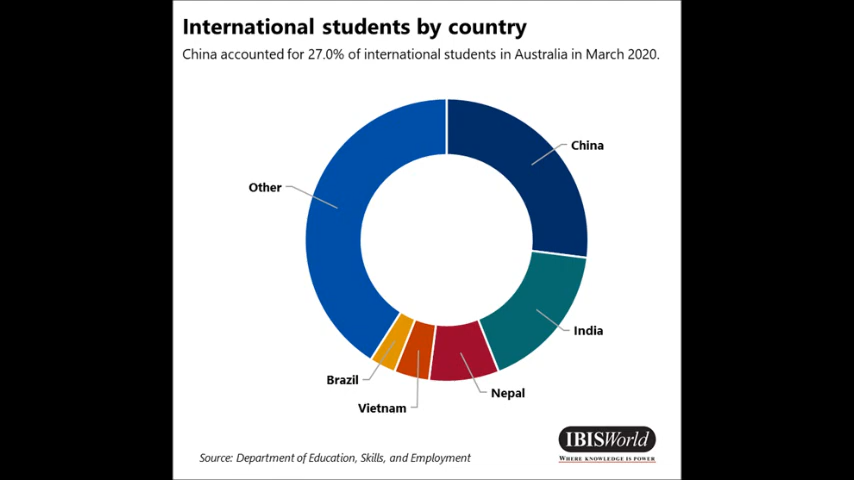 International students by country
China accounted for 27.0% of international students in Australia in March 2020.
China
Other
India
Brazil
Nepal
Vietnam
IBISWorld
WHERE KNOWLEDGE IS POWER
Source: Department of Education, Skills, and Employment